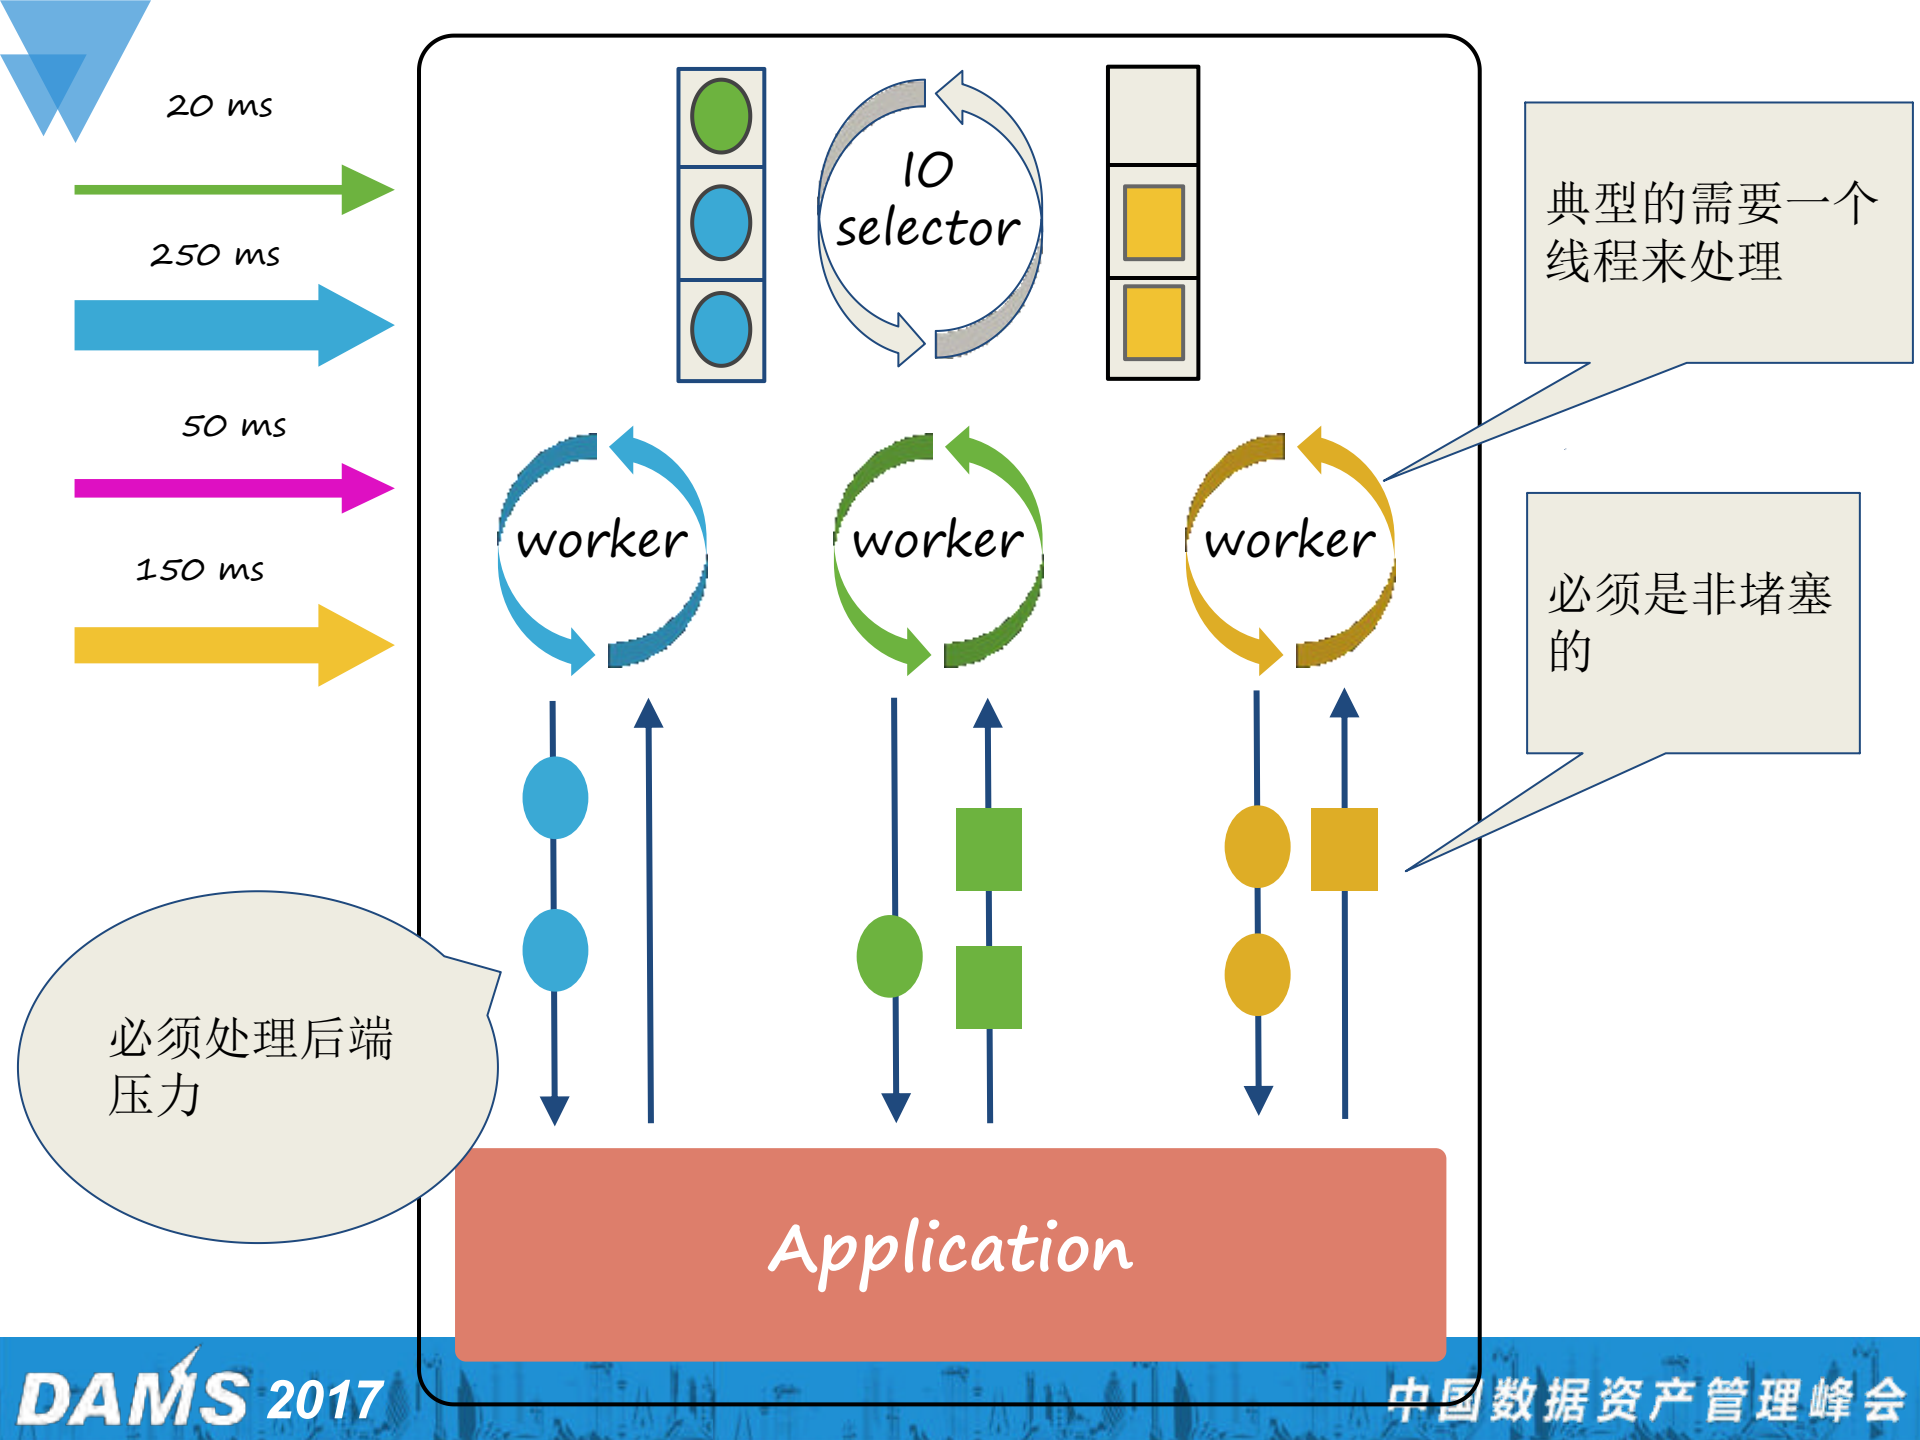 20 ms
250 ms
50 ms
150 ms
IO
selector
worker
worker
worker
典型的需要一个
线程来处理
必须是非堵塞
的
必须处理后端
压力
Application
DAMS 2017
中国数据资产管理峰会